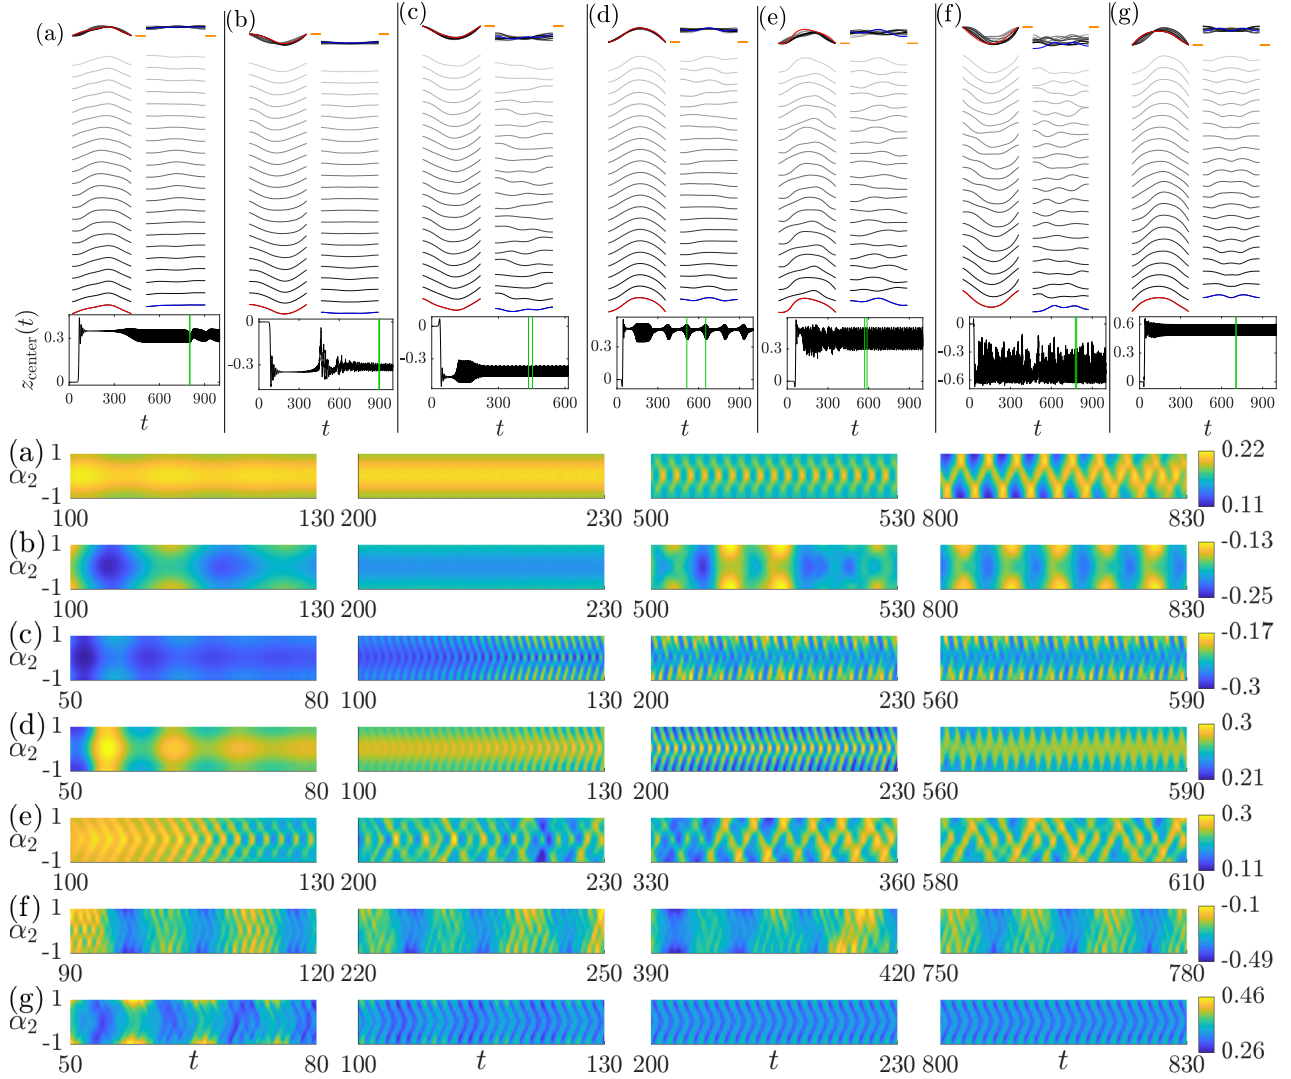 (a) (b) (c) (d) (e) (f) (g)
z_center(t)
0.3 0 0 300 600 900 t
0 -0.3 0 300 600 900 t
0 -0.3 0 300 600 t
0.3 0 0 300 600 900 t
0.3 0 0 300 600 900 t
0 -0.3 -0.6 0 300 600 900 t
0.6 0.3 0 0 300 600 900 t
(a) 1 α₂ -1 0.22 0.11
100 130 200 230 500 530 800 830
(b) 1 α₂ -1 -0.13 -0.25
100 130 200 230 500 530 800 830
(c) 1 α₂ -1 -0.17 -0.3
50 80 100 130 200 230 560 590
(d) 1 α₂ -1 0.3 0.21
50 80 100 130 200 230 560 590
(e) 1 α₂ -1 0.3 0.11
100 130 200 230 330 360 580 610
(f) 1 α₂ -1 -0.1 -0.49
90 120 220 250 390 420 750 780
(g) 1 α₂ -1 0.46 0.26
50 t 80 100 t 130 200 t 230 800 t 830